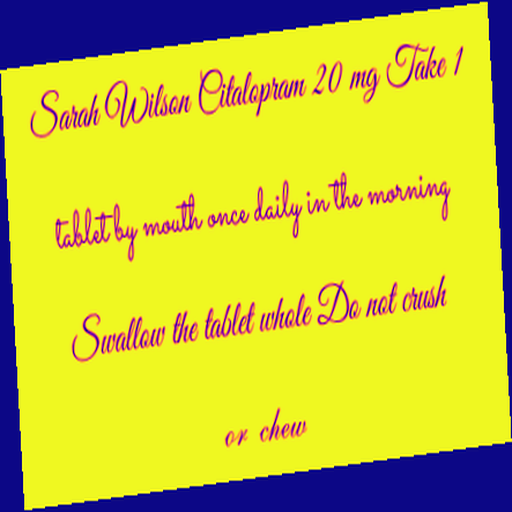 Sarah Wilson Citalopram 20 mg Take 1
tablet by mouth once daily in the morning
Swallow the tablet whole Do not crush
or chew